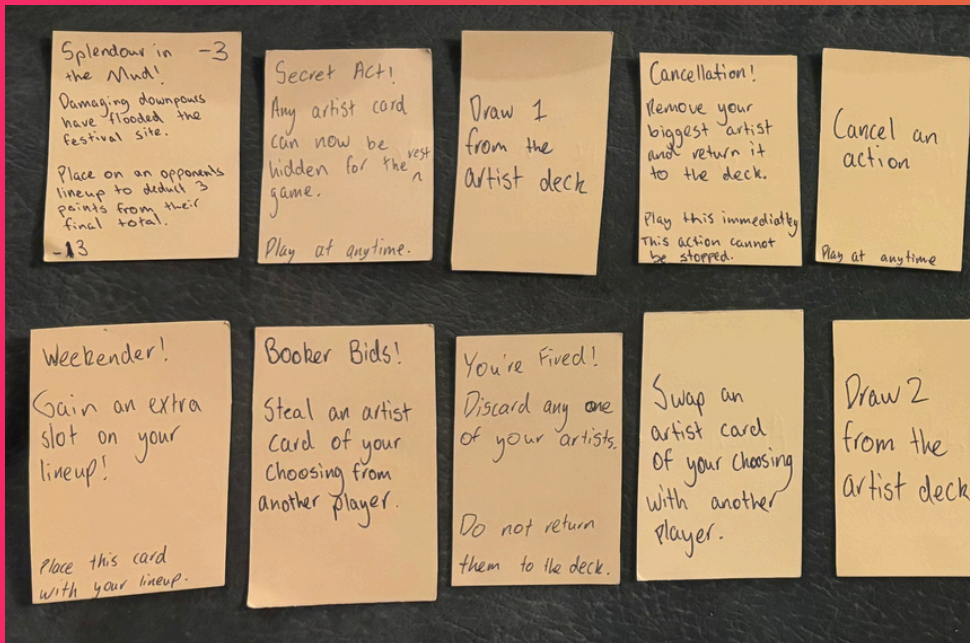 Splendour in -3
the Mud!
Damaging downpours
have flooded the
festival site.
Place on an opponents
lineup to deduct 3
points from their
final total.
-13
Secret Act!
Any artist card
can now be
hidden for the rest
game.
Play at anytime.
Draw 1
from the
artist deck
Cancellation!
Remove your
biggest artist
and return it
to the deck.
Play this immediatley
This action cannot
be stopped.
Cancel an
action
Play at anytime
Weekender!
Gain an extra
slot on your
lineup!
Place this card
with your lineup.
Booker Bids!
Steal an artist
card of your
choosing from
another player.
You're Fired!
Discard any one
of your artists.
Do not return
them to the deck.
Swap an
artist card
of your choosing
with another
player.
Draw 2
from the
artist deck